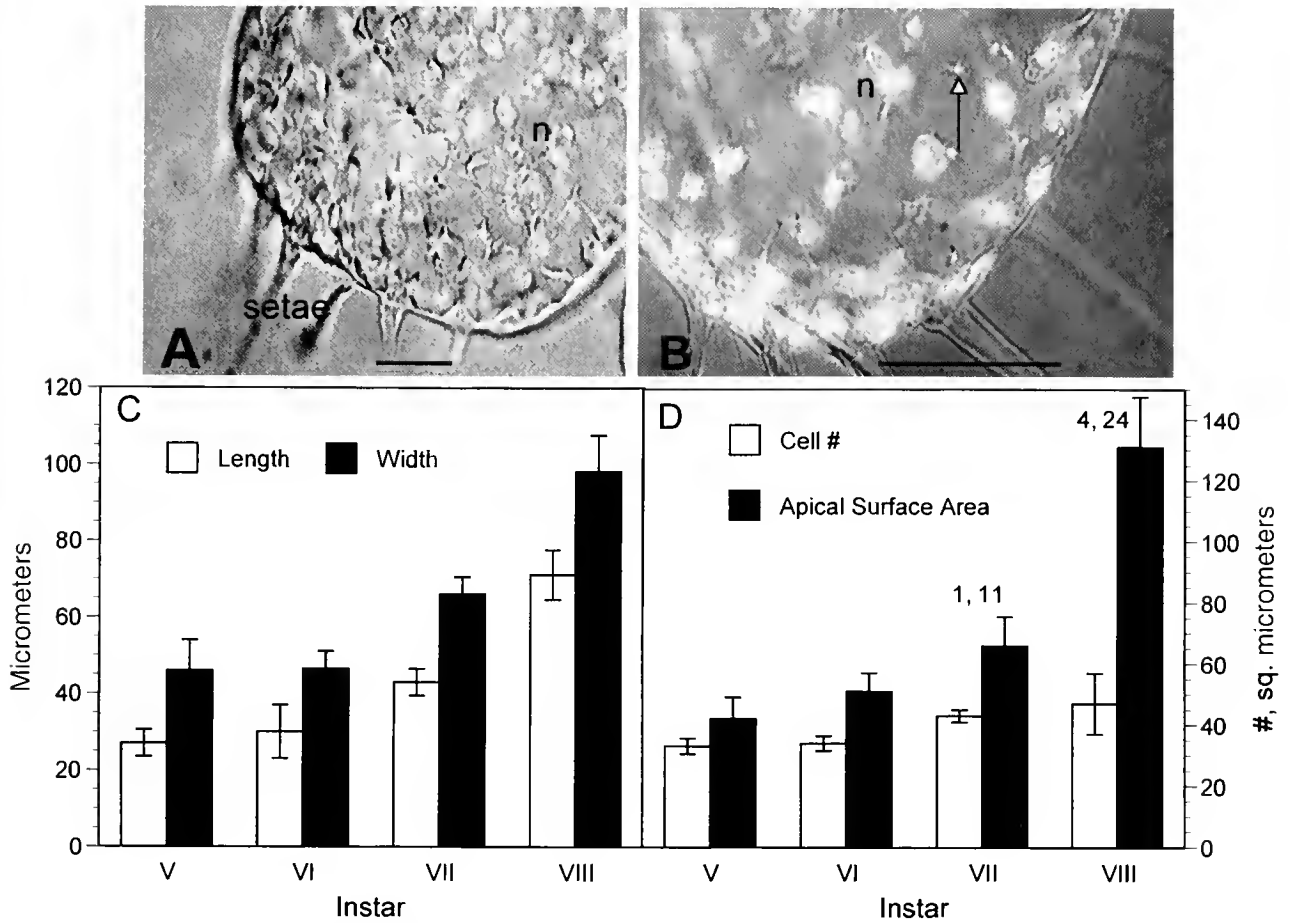 n
setae
A
n
B
C
Length
Width
120
100
80
60
40
20
0
Micrometers
V
VI
VII
VIII
Instar
D
Cell #
Apical Surface Area
1, 11
4, 24
140
120
100
80
60
40
20
0
#, sq. micrometers
V
VI
VII
VIII
Instar